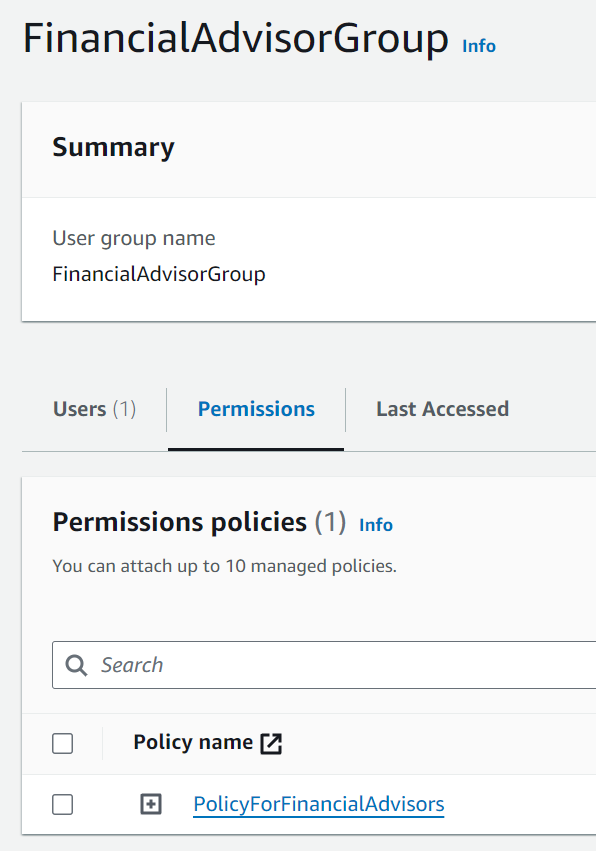 FinancialAdvisorGroup Info
Summary
User group name
FinancialAdvisorGroup
Users (1) Permissions Last Accessed
Permissions policies (1) Info
You can attach up to 10 managed policies.
Search
Policy name
PolicyForFinancialAdvisors